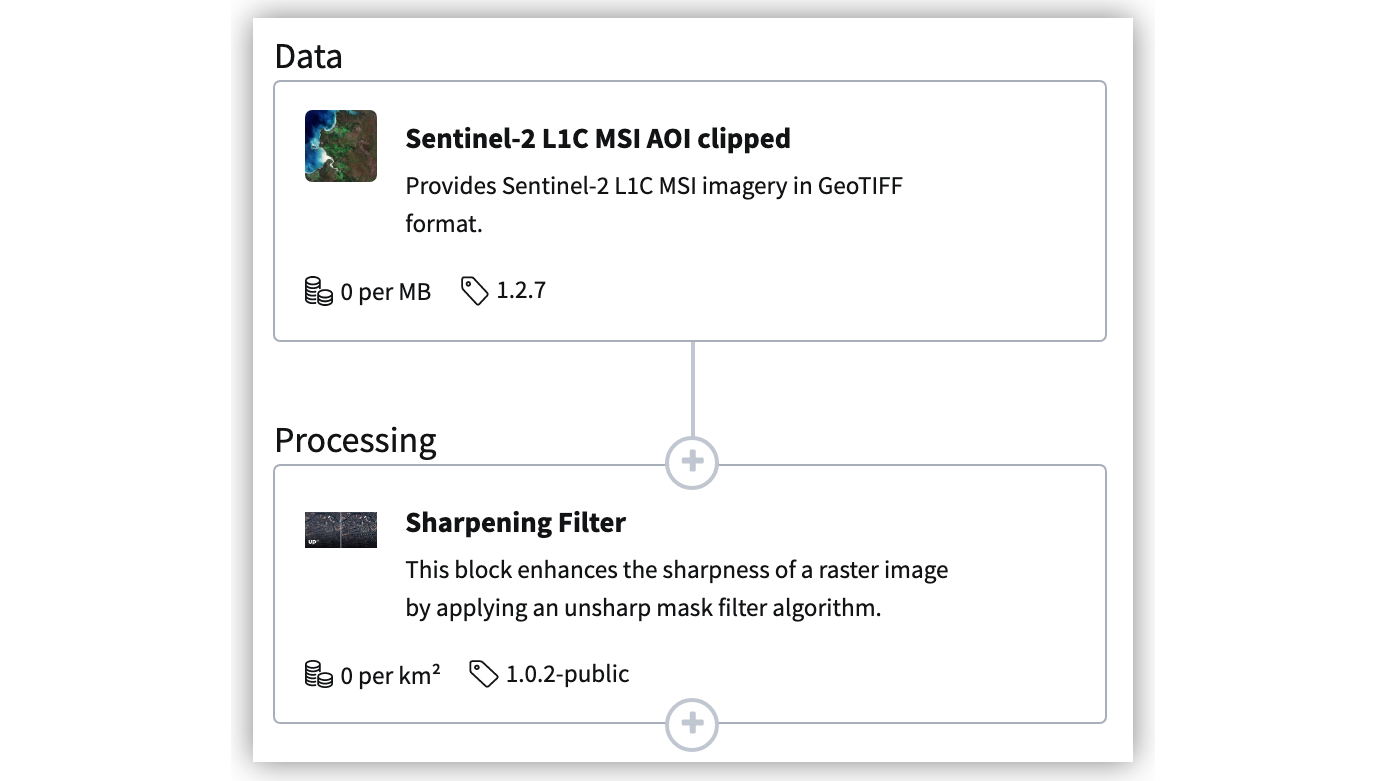 Data
Sentinel-2 L1C MSI AOI clipped
Provides Sentinel-2 L1C MSI imagery in GeoTIFF
format.
0 per MB 1.2.7
Processing
Sharpening Filter
UP
This block enhances the sharpness of a raster image
by applying an unsharp mask filter algorithm.
0 per km² 1.0.2-public